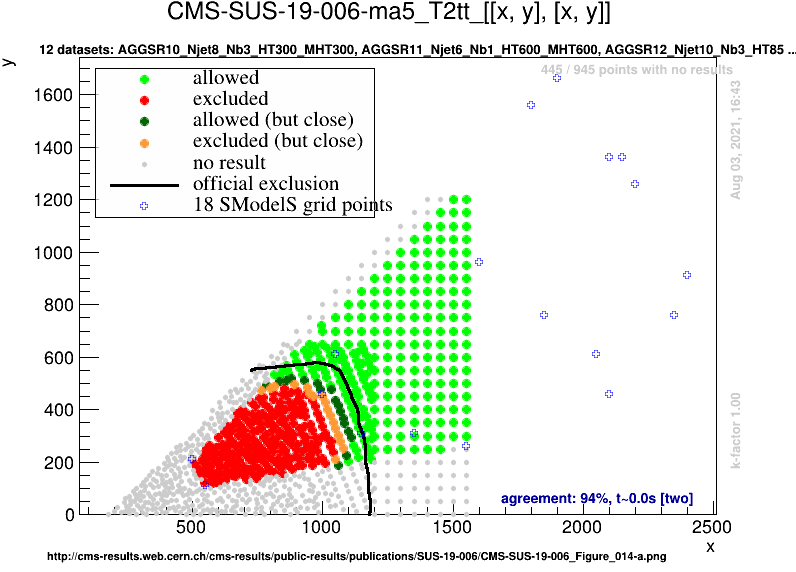 CMS-SUS-19-006-ma5_T2tt_[[x, y], [x, y]]
12 datasets: AGGSR10_Njet8_Nb3_HT300_MHT300, AGGSR11_Njet6_Nb1_HT600_MHT600, AGGSR12_Njet10_Nb3_HT85 ...
y
445 / 945 points with no results
allowed
excluded
allowed (but close)
excluded (but close)
no result
official exclusion
18 SModelS grid points
Aug 03, 2021, 16:43
k-factor 1.00
1600
1400
1200
1000
800
600
400
200
0
agreement: 94%, t~0.0s [two]
500 1000 1500 2000 2500
x
http://cms-results.web.cern.ch/cms-results/public-results/publications/SUS-19-006/CMS-SUS-19-006_Figure_014-a.png